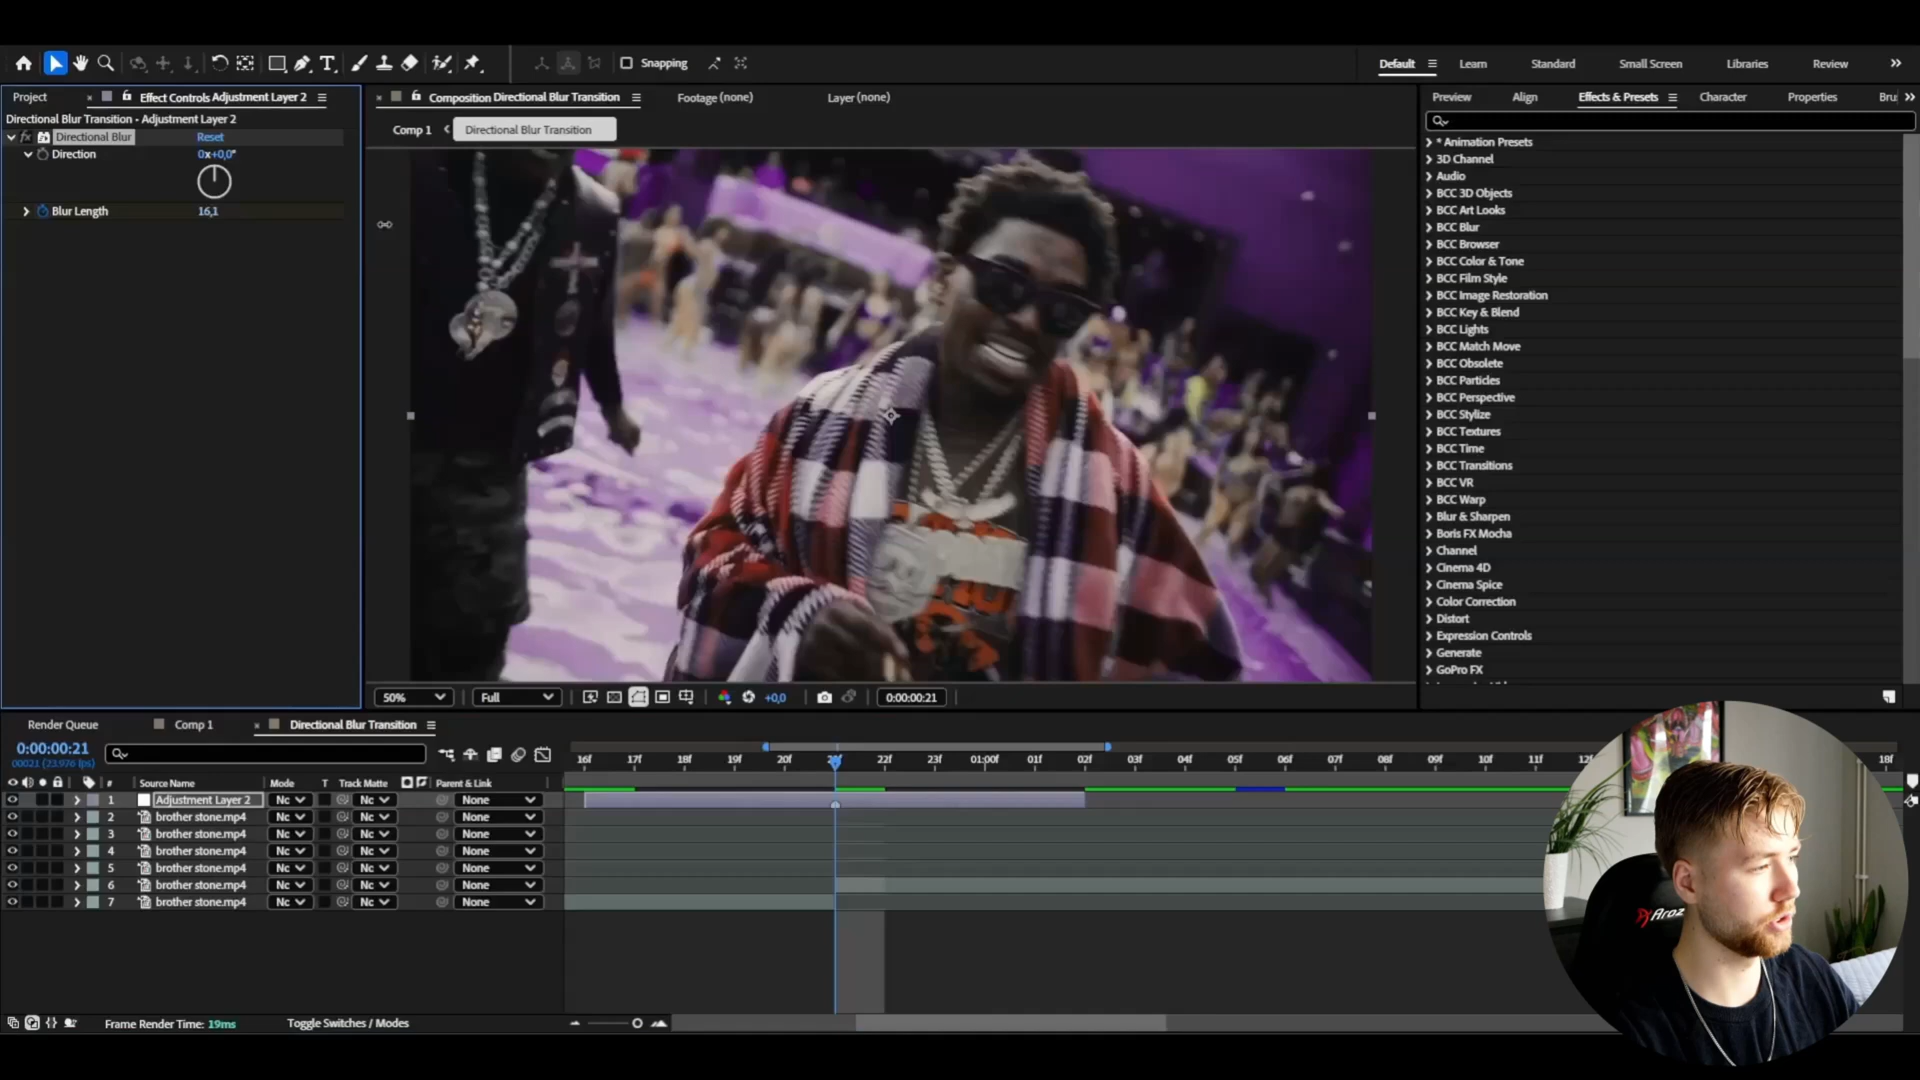 Snapping
Default
Learn
Standard
Small Screen
Libraries
Review
Project
Effect Controls Adjustment Layer 2
Composition Directional Blur Transition
Footage (none)
Layer (none)
Preview
Align
Effects & Presets
Character
Properties
Bru
Directional Blur Transition - Adjustment Layer 2
Comp 1
Directional Blur Transition
fx Directional Blur
Reset
Direction
0x+0,0°
Blur Length
16,1
* Animation Presets
3D Channel
Audio
BCC 3D Objects
BCC Art Looks
BCC Blur
BCC Browser
BCC Color & Tone
BCC Film Style
BCC Image Restoration
BCC Key & Blend
BCC Lights
BCC Match Move
BCC Obsolete
BCC Particles
BCC Perspective
BCC Stylize
BCC Textures
BCC Time
BCC Transitions
BCC VR
BCC Warp
Blur & Sharpen
Boris FX Mocha
Channel
Cinema 4D
Cinema Spice
Color Correction
Distort
Expression Controls
Generate
GoPro FX
50%
Full
+0,0
0:00:00:21
Render Queue
Comp 1
Directional Blur Transition
0:00:00:21
00021 (23.976 fps)
16f 17f 18f 19f 20f 22f 23f 01:00f 01f 02f 03f 04f 05f 06f 07f 08f 09f 10f 11f 18f
# Source Name Mode T Track Matte Parent & Link
1 Adjustment Layer 2 Nc Nc None
2 brother stone.mp4 Nc Nc None
3 brother stone.mp4 Nc Nc None
4 brother stone.mp4 Nc Nc None
5 brother stone.mp4 Nc Nc None
6 brother stone.mp4 Nc Nc None
7 brother stone.mp4 Nc Nc None
Arozz
Frame Render Time: 19ms
Toggle Switches / Modes